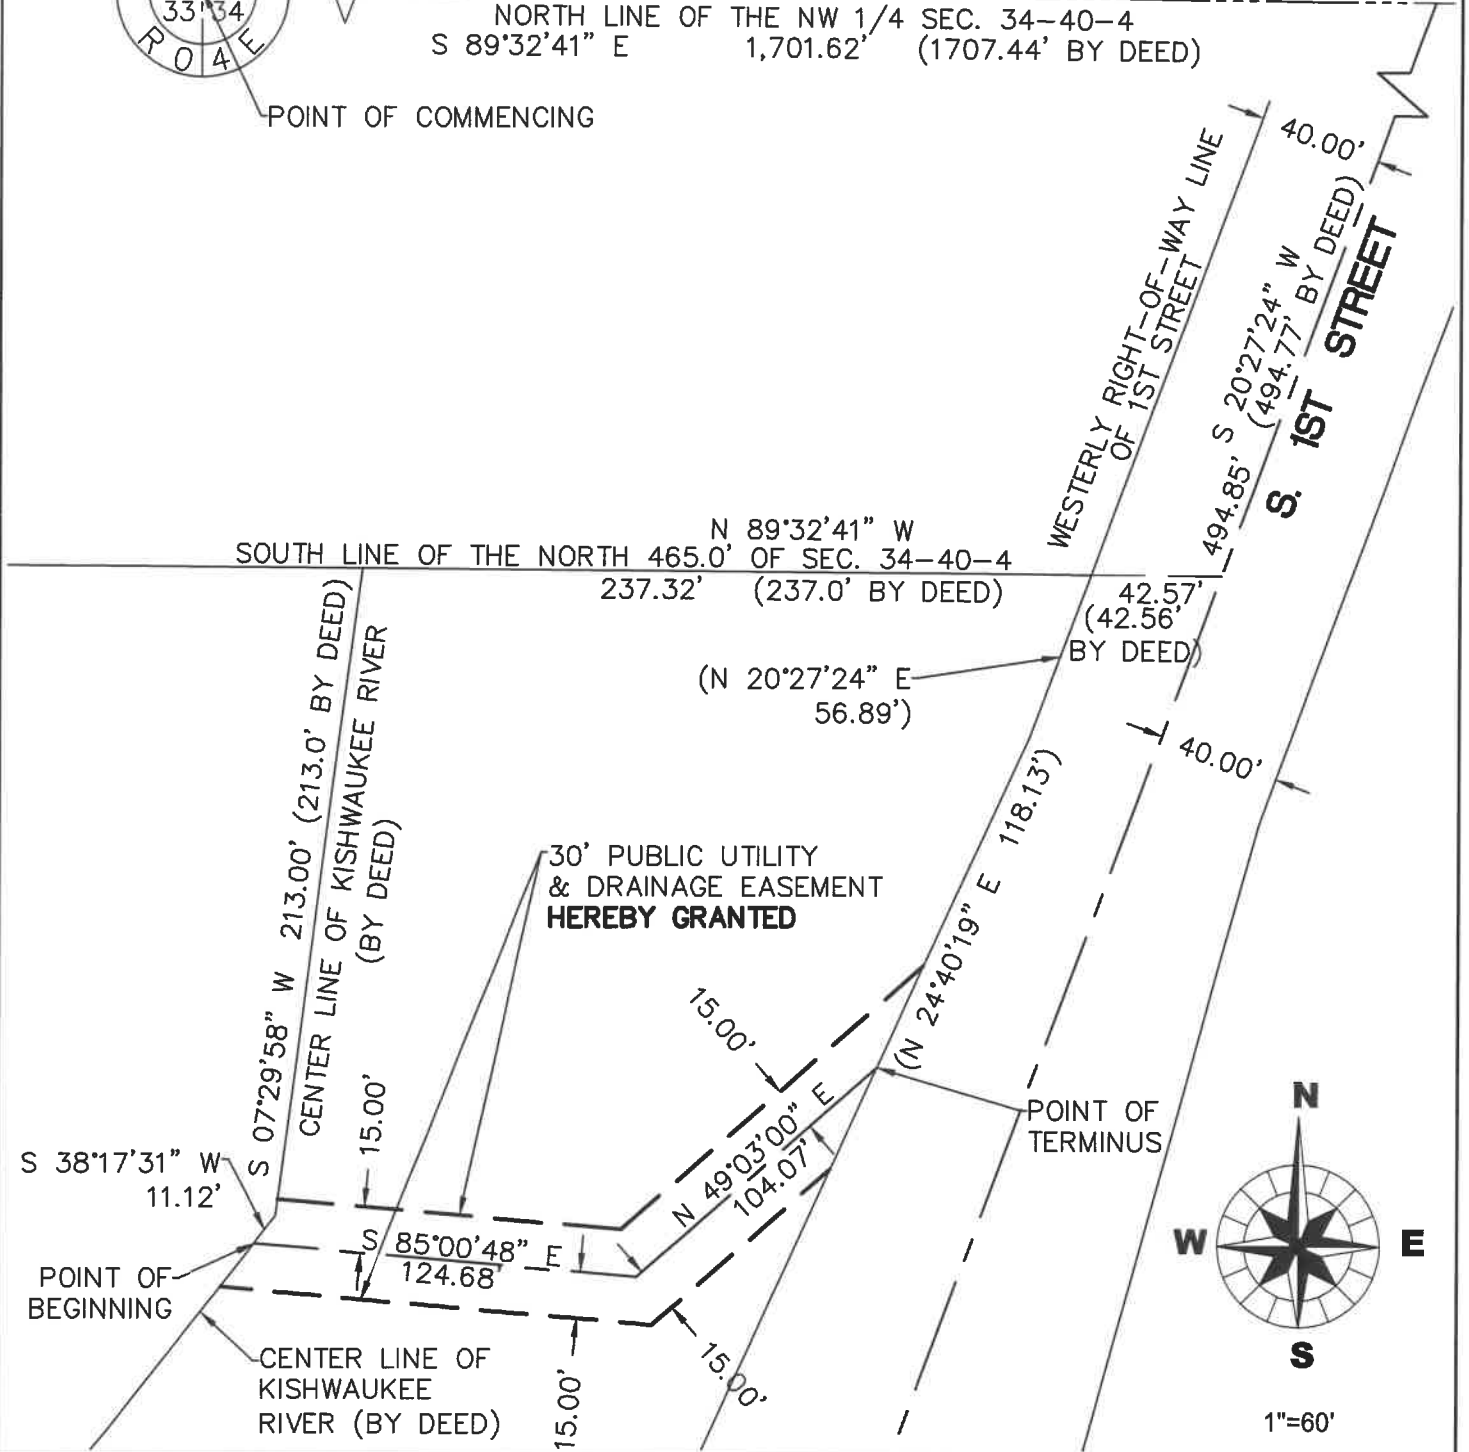 33 34
R 0 4 E
NORTH LINE OF THE NW 1/4 SEC. 34-40-4
S 89°32'41" E 1,701.62' (1707.44' BY DEED)
POINT OF COMMENCING
40.00'
WESTERLY RIGHT-OF-WAY LINE
OF 1ST STREET
494.85' S 20°27'24" W
(494.77' BY DEED)
S. 1ST STREET
N 89°32'41" W
SOUTH LINE OF THE NORTH 465.0' OF SEC. 34-40-4
237.32' (237.0' BY DEED)
42.57'
(42.56'
BY DEED)
(N 20°27'24" E
56.89')
40.00'
S 07°29'58" W 213.00' (213.0' BY DEED)
CENTER LINE OF KISHWAUKEE RIVER
(BY DEED)
30' PUBLIC UTILITY
& DRAINAGE EASEMENT
HEREBY GRANTED
(N 24°40'19" E 118.13')
15.00'
15.00'
N 49°03'00" E
104.07'
POINT OF
TERMINUS
S 38°17'31" W
11.12'
S 85°00'48" E
124.68'
POINT OF
BEGINNING
CENTER LINE OF
KISHWAUKEE
RIVER (BY DEED)
15.00'
15.00'
N
W
E
S
1"=60'